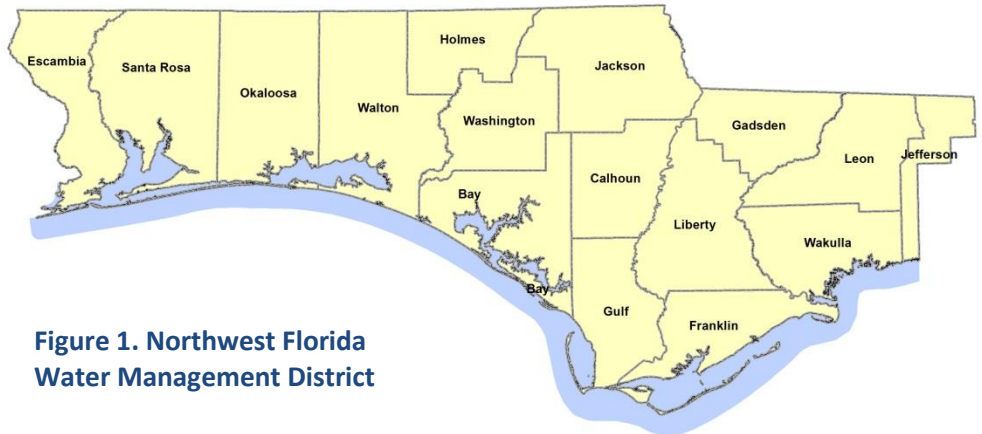 Holmes
Escambia
Santa Rosa
Jackson
Okaloosa
Walton
Washington
Gadsden
Leon
Jefferson
Calhoun
Bay
Liberty
Wakulla
Bay
Gulf
Franklin
Figure 1. Northwest Florida
Water Management District